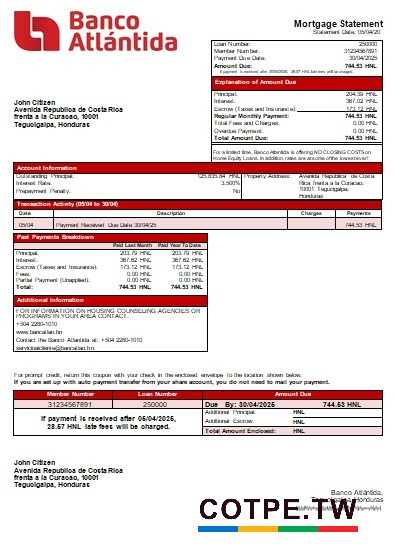 Banco
Atlántida
Mortgage Statement
Statement Date: 05/04/20
Loan Number: 250000
Member Number: 31234567891
Payment Due Date: 30/04/2025
Amount Due: 744.53 HNL
If payment is received after 30/04/2025, 28.57 HNL late fees will be charged.
Explanation of Amount Due
Principal: 204.39 HNL
Interest: 367.02 HNL
Escrow (Taxes and Insurance): 173.12 HNL
Regular Monthly Payment: 744.53 HNL
Total Fees and Charges: 0.00 HNL
Overdue Payment: 0.00 HNL
Total Amount Due: 744.53 HNL
John Citizen
Avenida Republica de Costa Rica
frenta a la Curaoao, 10001
Tegucigalpa, Honduras
For a limited time, Banco Atlantida is offering NO CLOSING COSTS on
Home Equity Loans. In addition, rates are at some of the lowest ever!
Account Information
Outstanding Principal: 125,835.84 HNL
Interest Rate: 3.500%
Prepayment Penalty: No
Property Address: Avenida Republica de Costa
Rica frenta a la Curacao,
10001 Tegucigalpa,
Honduras
Transaction Activity (05/04 to 30/04)
Date Description Charges Payments
05/04 Payment Received Due Date 30/04/25 744.53 HNL
Past Payments Breakdown
Paid Last Month Paid Year To Date
Principal: 203.79 HNL 203.79 HNL
Interest: 367.62 HNL 367.62 HNL
Escrow (Taxes and Insurance): 173.12 HNL 173.12 HNL
Fees: 0.00 HNL 0.00 HNL
Partial Payment (Unapplied): 0.00 HNL 0.00 HNL
Total: 744.53 HNL 744.53 HNL
Additional Information
FOR INFORMATION ON HOUSING COUNSELING AGENCIES OR
PROGRAMS IN YOUR AREA CONTACT:
+504 2280-1010
www.bancatlan.hn
Contact the Banco Atlantida at: +504 2280-1010
servicialcliente@bancatlan.hn
For prompt credit, return this coupon with your check in the enclosed envelope to the location shown below.
If you are set up with auto payment transfer from your share account, you do not need to mail your payment.
Member Number Loan Number Amount Due
31234567891 250000 Due By: 30/04/2025 744.53 HNL
If payment is received after 05/04/2025,
28.57 HNL late fees will be charged.
Additional Principal: HNL
Additional Escrow: HNL
Total Amount Enclosed: HNL
John Citizen
Avenida Republica de Costa Rica
frenta a la Curaoao, 10001
Tegucigalpa, Honduras
Banco Atlántida,
Tegucigalpa, Honduras
COTPE.TW